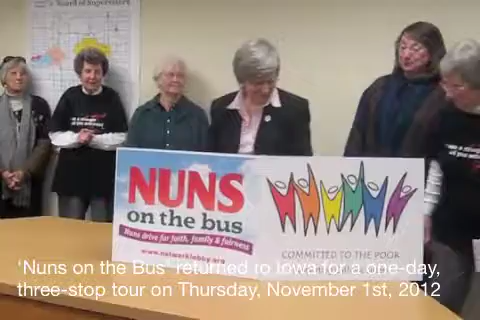 Board of Supervisors
NUNS
on the bus
Nuns drive for faith, family & fairness
www.networklobby.org
COMMITTED TO THE POOR
'Nuns on the Bus' returned to Iowa for a one-day,
three-stop tour on Thursday, November 1st, 2012